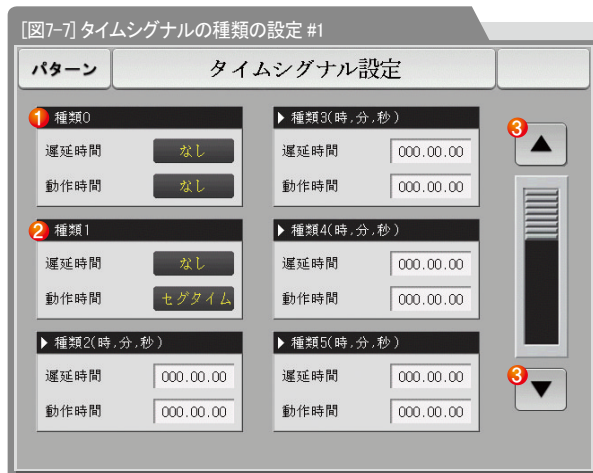 [図7-7] タイムシグナルの種類の設定 #1
パターン
タイムシグナル設定
1 種類0
遅延時間 なし
動作時間 なし
2 種類1
遅延時間 なし
動作時間 セグタイム
▶ 種類2(時,分,秒)
遅延時間 000.00.00
動作時間 000.00.00
▶ 種類3(時,分,秒)
遅延時間 000.00.00
動作時間 000.00.00
▶ 種類4(時,分,秒)
遅延時間 000.00.00
動作時間 000.00.00
▶ 種類5(時,分,秒)
遅延時間 000.00.00
動作時間 000.00.00
3 ▲
3 ▼